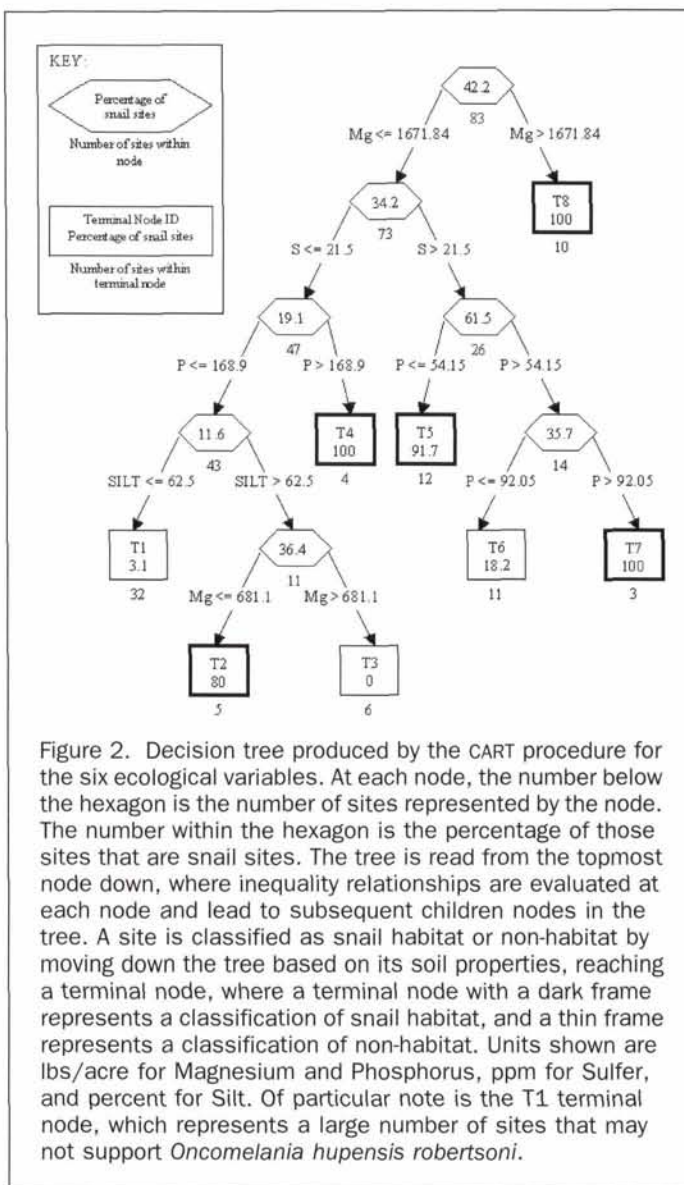 KEY:
Percentage of
snail sites
Number of sites within
node
Terminal Node ID
Percentage of snail sites
Number of sites within
terminal node
42.2
83
Mg <= 1671.84
Mg > 1671.84
34.2
73
T8
100
10
S <= 21.5
S > 21.5
19.1
47
61.5
26
P <= 168.9
P > 168.9
P <= 54.15
P > 54.15
11.6
43
T4
100
4
T5
91.7
12
35.7
14
SILT <= 62.5
SILT > 62.5
P <= 92.05
P > 92.05
T1
3.1
32
36.4
11
T6
18.2
11
T7
100
3
Mg <= 681.1
Mg > 681.1
T2
80
5
T3
0
6
Figure 2. Decision tree produced by the CART procedure for
the six ecological variables. At each node, the number below
the hexagon is the number of sites represented by the node.
The number within the hexagon is the percentage of those
sites that are snail sites. The tree is read from the topmost
node down, where inequality relationships are evaluated at
each node and lead to subsequent children nodes in the
tree. A site is classified as snail habitat or non-habitat by
moving down the tree based on its soil properties, reaching
a terminal node, where a terminal node with a dark frame
represents a classification of snail habitat, and a thin frame
represents a classification of non-habitat. Units shown are
lbs/acre for Magnesium and Phosphorus, ppm for Sulfer,
and percent for Silt. Of particular note is the T1 terminal
node, which represents a large number of sites that may
not support Oncomelania hupensis robertsoni.